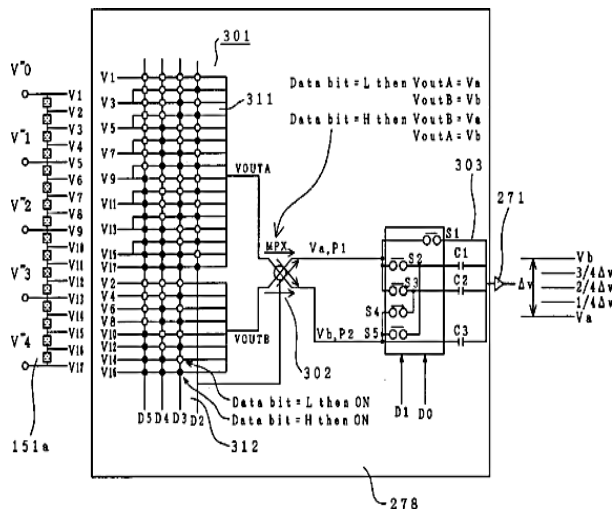 301
V"0
V"1
V"2
V"3
V"4
V1
V2
V3
V4
V5
V6
V7
V8
V9
V10
V11
V12
V13
V14
V15
V16
V17
151a
V1
V3
V5
V7
V9
V11
V13
V15
V17
V2
V4
V6
V8
V10
V12
V14
V16
311
VOUTA
VOUTB
D5 D4 D3 D2
312
Data bit=L then VoutA=Va
VoutB=Vb
Data bit=H then VoutB=Va
VoutA=Vb
MPX
Va,P1
Vb,P2
302
Data bit=L then ON
Data bit=H then ON
303
271
S1
S2
S3
S4
S5
C1
C2
C3
D1 D0
Δv
Vb
3/4Δv
2/4Δv
1/4Δv
Va
278